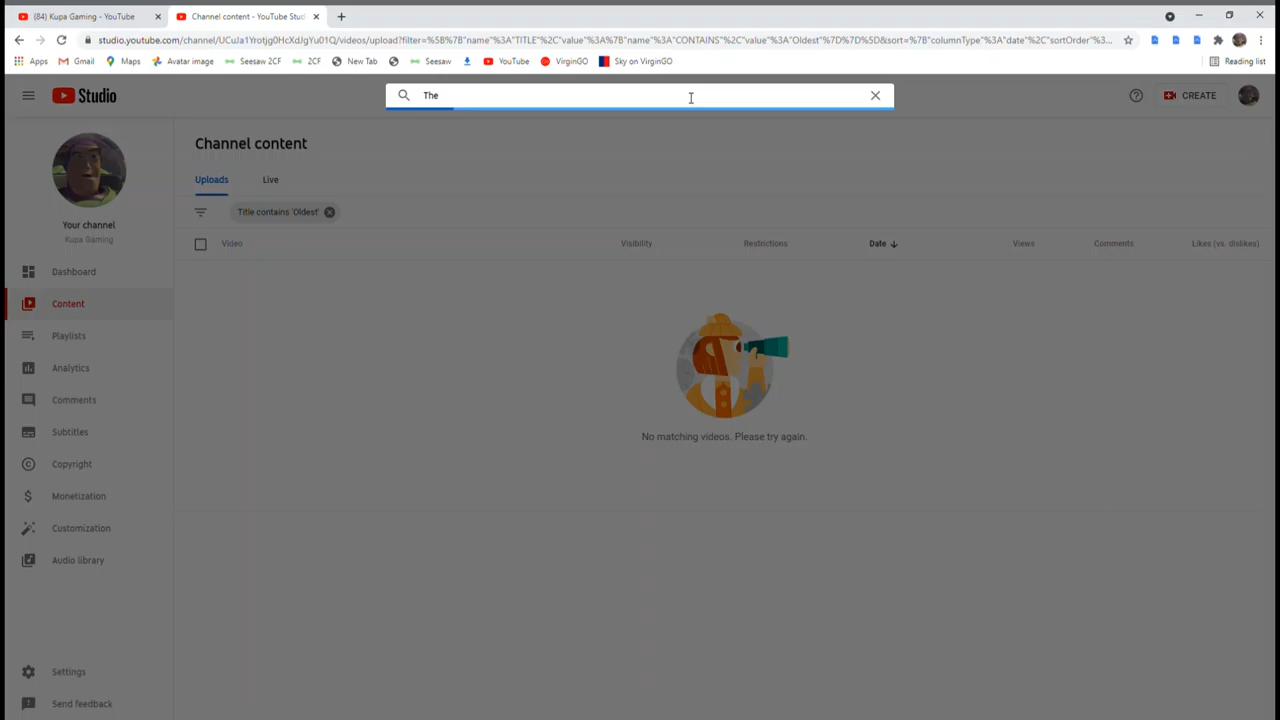 (84) Kupa Gaming - YouTube
Channel content - YouTube Stud
studio.youtube.com/channel/UCuJa1Yrotjg0HcXdJgYu01Q/videos/upload?filter=%5B%7B"name"%3A"TITLE"%2C"value"%3A%7B"name"%3A"CONTAINS"%2C"value"%3A"Oldest"%7D%7D%5D&sort=%7B"columnType"%3A"date"%2C"sortOrder"%3...
Apps Gmail Maps Avatar image Seesaw 2CF 2CF New Tab Seesaw YouTube VirginGO Sky on VirginGO Reading list
Studio
The
CREATE
Channel content
Uploads Live
Title contains 'Oldest'
Video Visibility Restrictions Date Views Comments Likes (vs. dislikes)
Your channel
Kupa Gaming
Dashboard
Content
Playlists
Analytics
Comments
Subtitles
Copyright
Monetization
Customization
Audio library
Settings
Send feedback
No matching videos. Please try again.